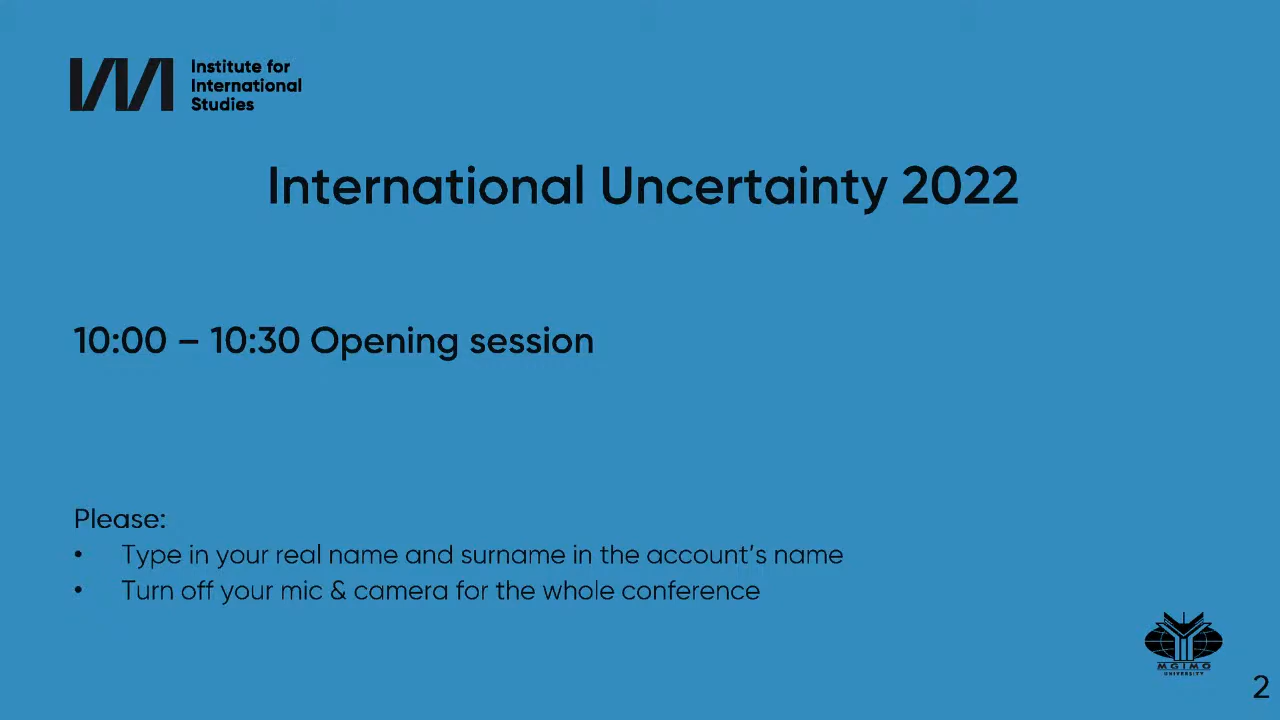 Institute for
International
Studies
International Uncertainty 2022
10:00 – 10:30 Opening session
Please:
• Type in your real name and surname in the account's name
• Turn off your mic & camera for the whole conference
MGIMO
UNIVERSITY
2